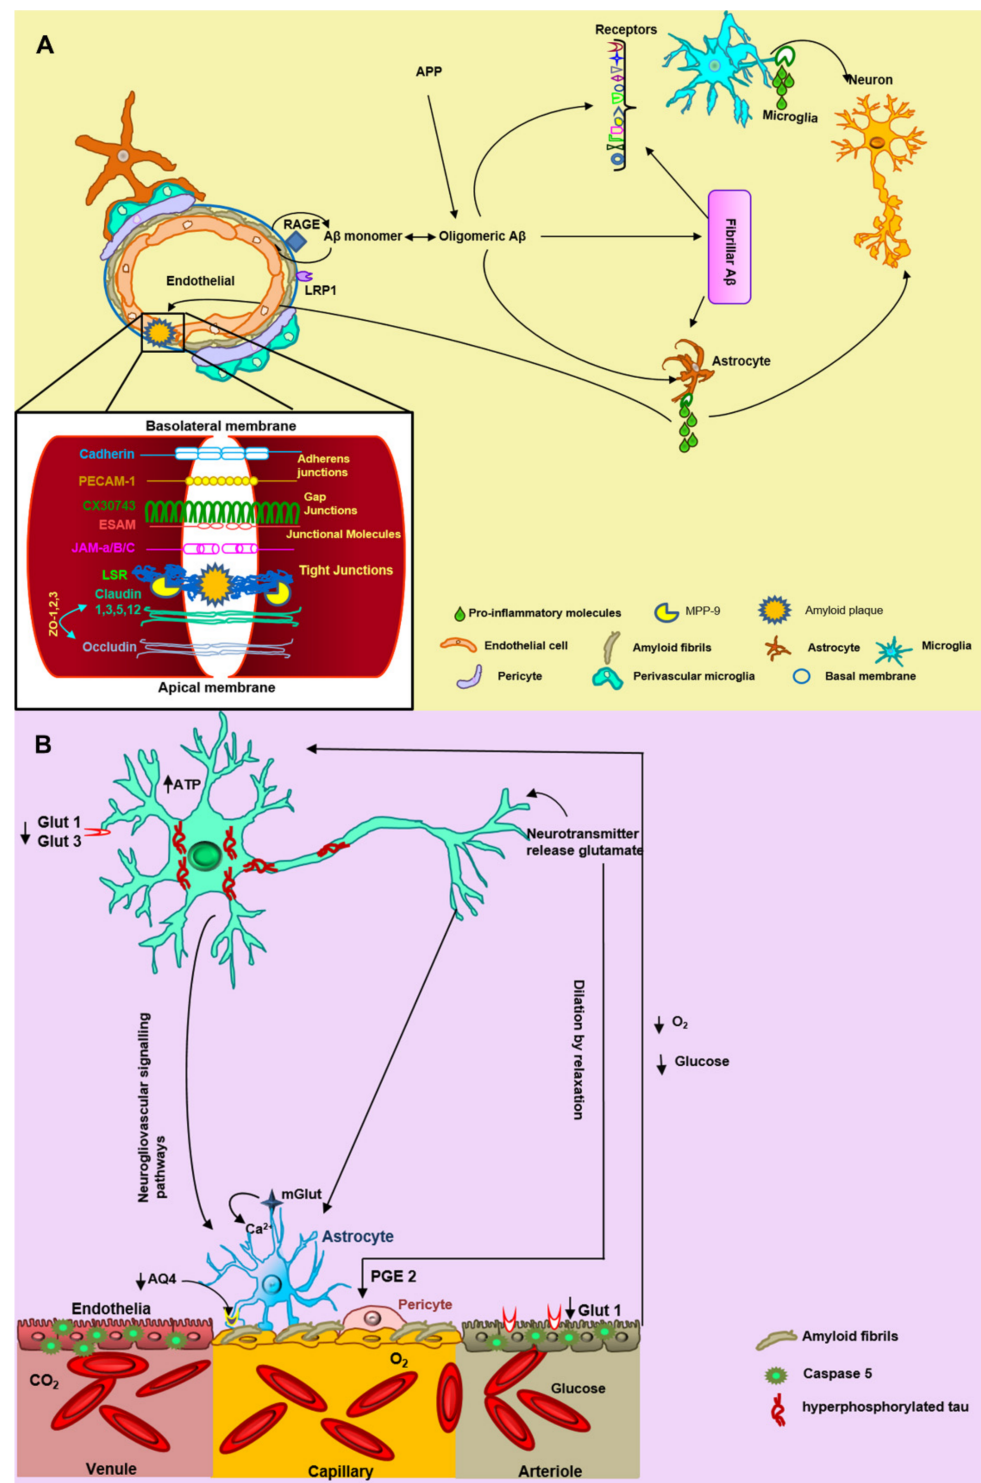 A
Receptors
APP
Neuron
Microglia
RAGE
Aβ monomer
Oligomeric Aβ
Fibrillar Aβ
Endothelial
LRP1
Astrocyte
Basolateral membrane
Cadherin
Adherens
junctions
PECAM-1
Gap
Junctions
CX30743
ESAM
Junctional Molecules
JAM-a/B/C
LSR
Tight Junctions
Claudin
1,3,5,12
ZO-1,2,3
Occludin
Apical membrane
Pro-inflammatory molecules
MPP-9
Amyloid plaque
Endothelial cell
Amyloid fibrils
Astrocyte
Microglia
Pericyte
Perivascular microglia
Basal membrane
B
ATP
Glut 1
Glut 3
Neurotransmitter
release glutamate
Dilation by relaxation
O₂
Glucose
Neurogliovascular signalling
pathways
mGlut
Ca²⁺
Astrocyte
AQ4
PGE 2
Endothelia
Pericyte
Glut 1
Amyloid fibrils
O₂
CO₂
Caspase 5
Glucose
hyperphosphorylated tau
Venule
Capillary
Arteriole